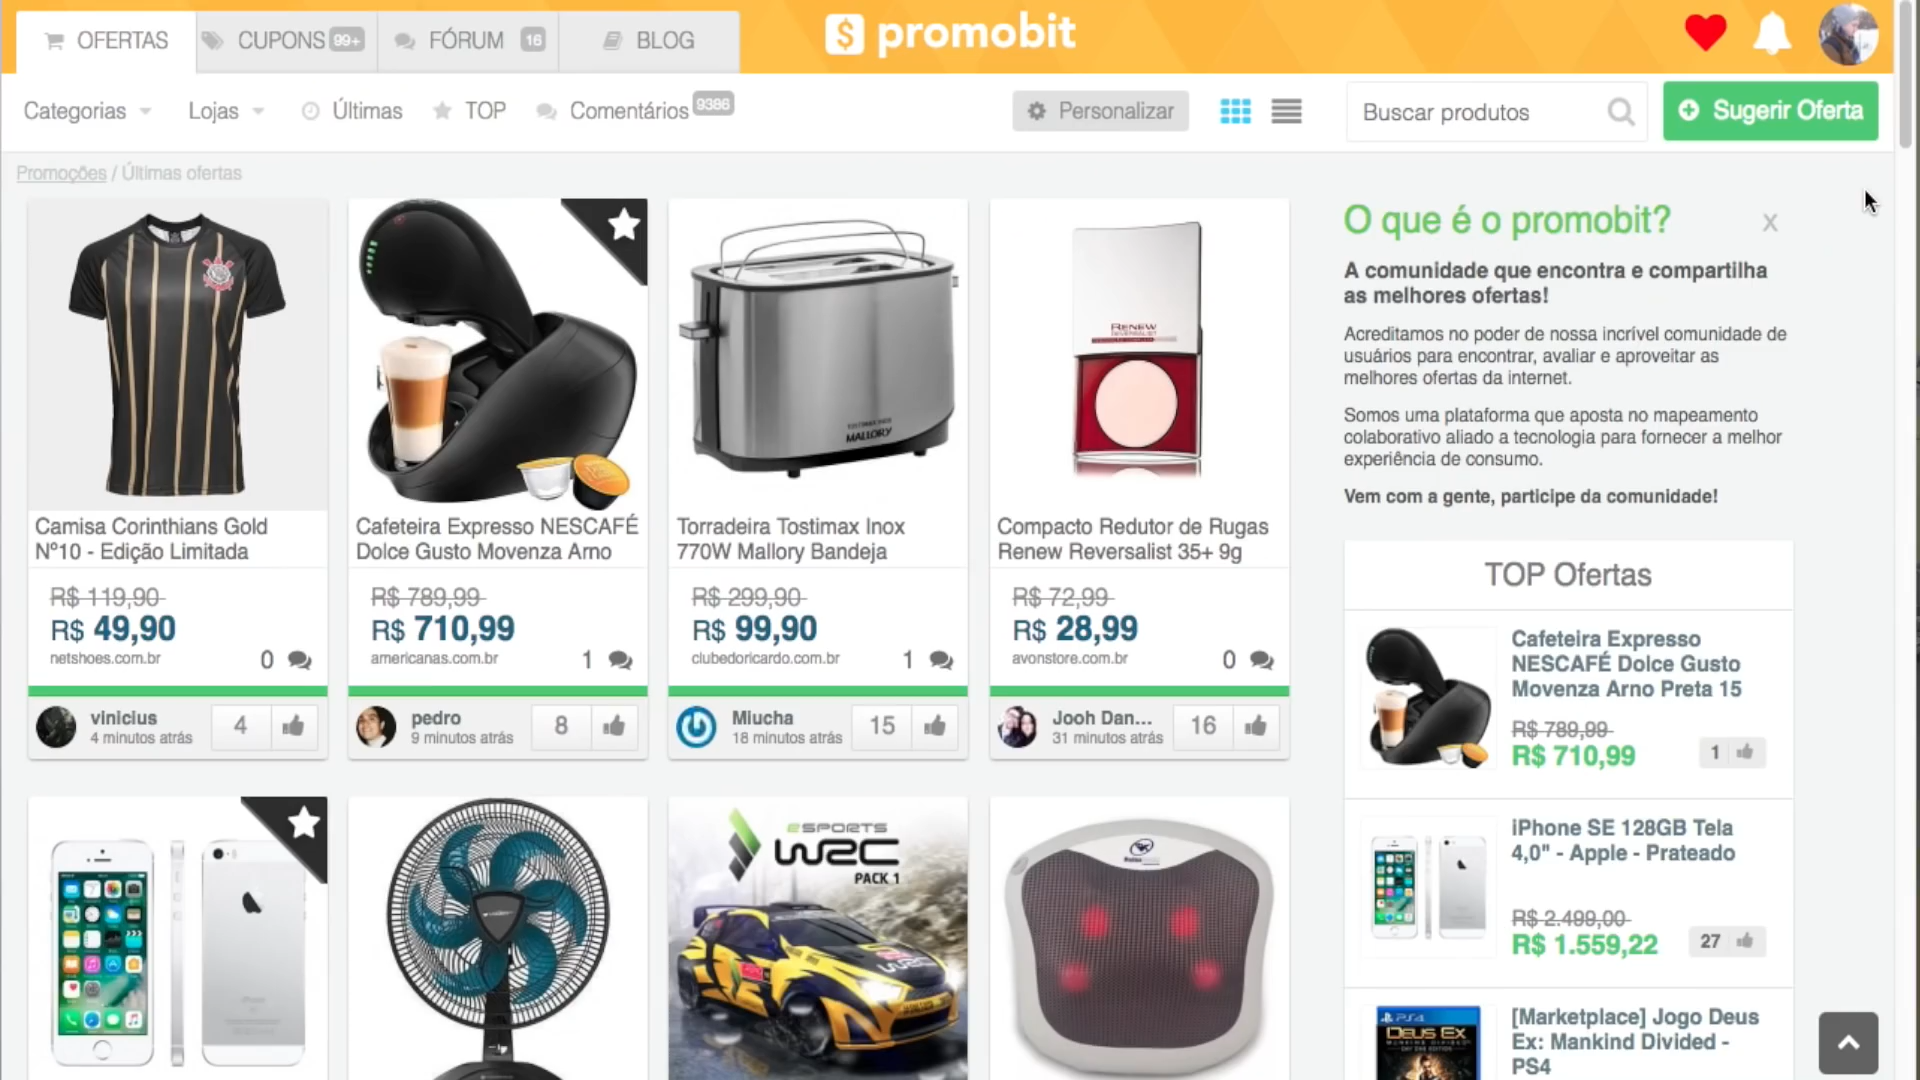 OFERTAS
CUPONS 99+
FÓRUM 16
BLOG
$ promobit
Categorias
Lojas
Últimas
TOP
Comentários 9386
Personalizar
Buscar produtos
Sugerir Oferta
Promoções / Últimas ofertas
Camisa Corinthians Gold
Nº10 - Edição Limitada
R$ 119,90
R$ 49,90
netshoes.com.br
0
vinicius
4 minutos atrás
4
Cafeteira Expresso NESCAFÉ
Dolce Gusto Movenza Arno
R$ 789,99
R$ 710,99
americanas.com.br
1
pedro
9 minutos atrás
8
MALLORY
Torradeira Tostimax Inox
770W Mallory Bandeja
R$ 299,90
R$ 99,90
clubedoricardo.com.br
1
Miucha
18 minutos atrás
15
RENEW
Compacto Redutor de Rugas
Renew Reversalist 35+ 9g
R$ 72,99
R$ 28,99
avonstore.com.br
0
Jooh Dan...
31 minutos atrás
16
ESPORTS
WRC
PACK 1
O que é o promobit?
X
A comunidade que encontra e compartilha
as melhores ofertas!
Acreditamos no poder de nossa incrível comunidade de
usuários para encontrar, avaliar e aproveitar as
melhores ofertas da internet.
Somos uma plataforma que aposta no mapeamento
colaborativo aliado a tecnologia para fornecer a melhor
experiência de consumo.
Vem com a gente, participe da comunidade!
TOP Ofertas
Cafeteira Expresso
NESCAFÉ Dolce Gusto
Movenza Arno Preta 15
R$ 789,99
R$ 710,99
1
iPhone SE 128GB Tela
4,0" - Apple - Prateado
R$ 2.499,00
R$ 1.559,22
27
PS4
DEUS EX
MANKIND DIVIDED
[Marketplace] Jogo Deus
Ex: Mankind Divided -
PS4